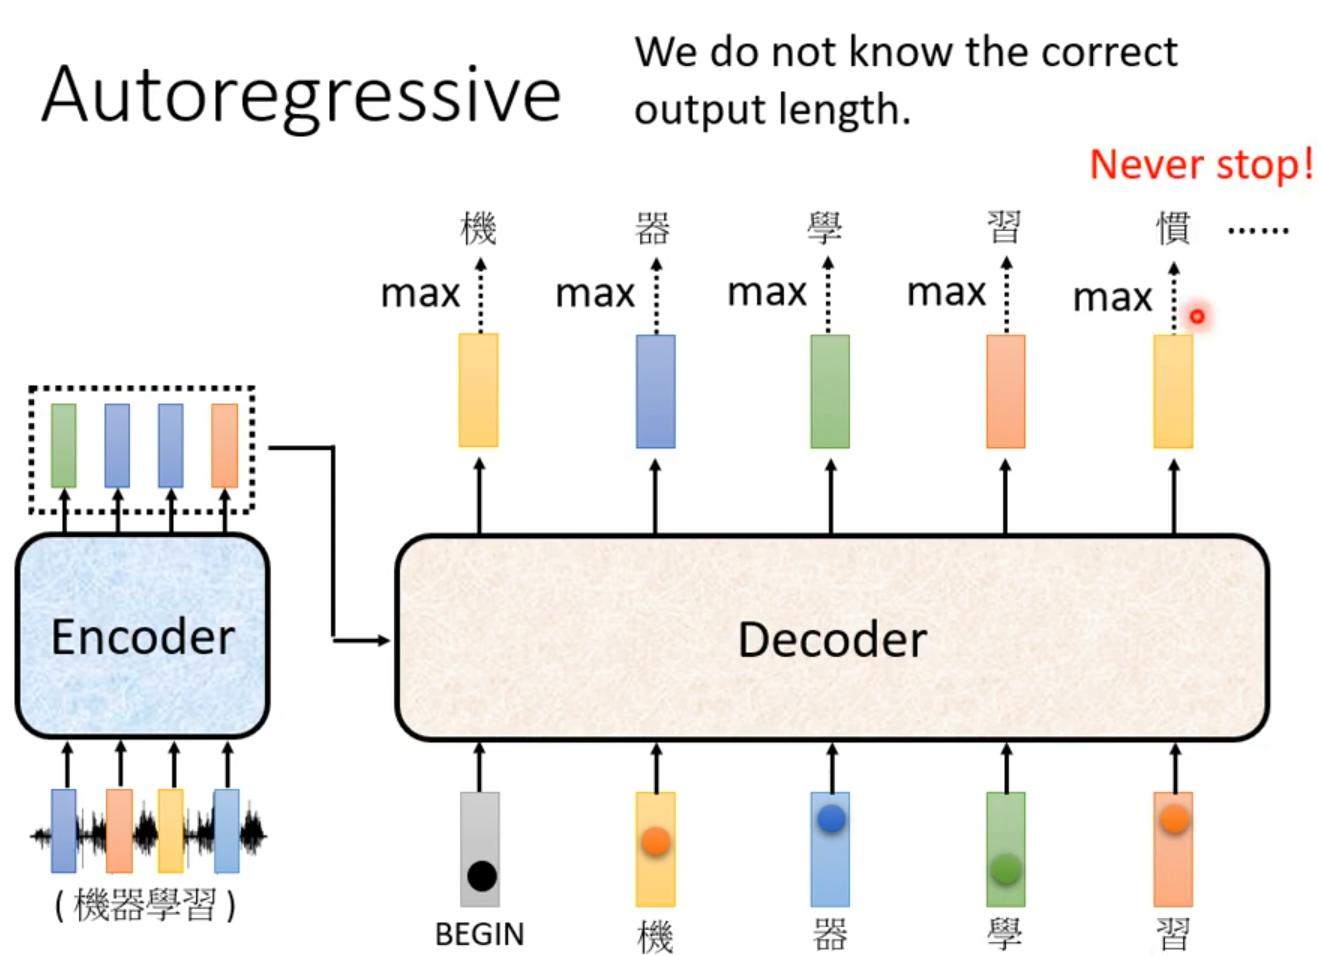 Autoregressive
We do not know the correct
output length.
Never stop!
機 器 學 習 慣 ……
max max max max max
Encoder
Decoder
(機器學習)
BEGIN 機 器 學 習